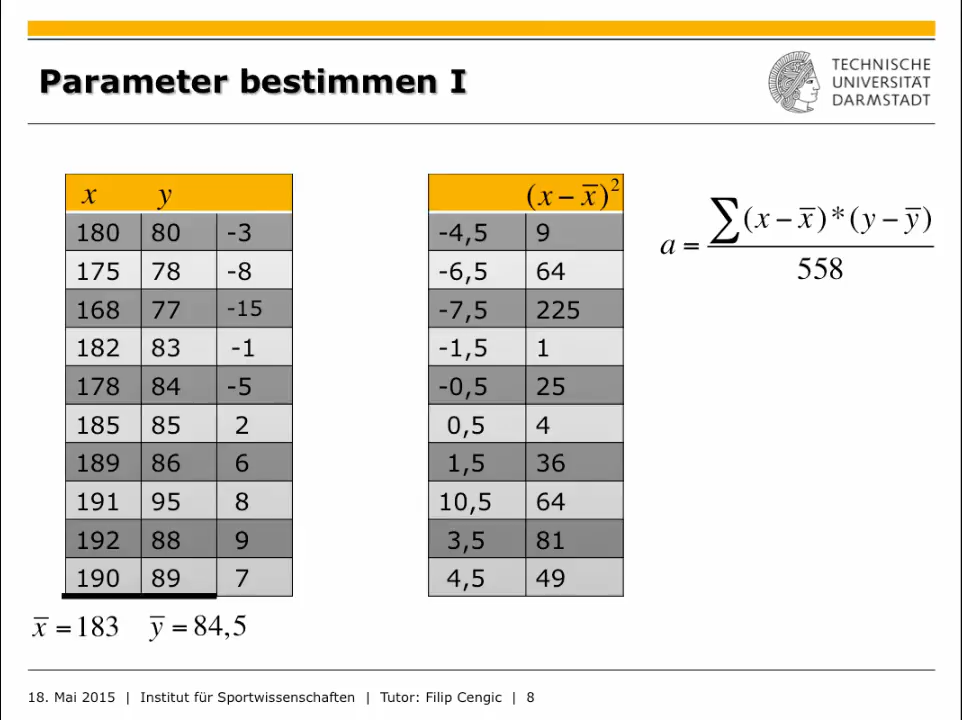 Parameter bestimmen I
TECHNISCHE
UNIVERSITÄT
DARMSTADT
x y
180 80 -3
175 78 -8
168 77 -15
182 83 -1
178 84 -5
185 85 2
189 86 6
191 95 8
192 88 9
190 89 7
x̅ = 183 y̅ = 84,5
(x − x̅)²
-4,5 9
-6,5 64
-7,5 225
-1,5 1
-0,5 25
0,5 4
1,5 36
10,5 64
3,5 81
4,5 49
a = ∑(x − x̅)*(y − y̅)
558
18. Mai 2015 | Institut für Sportwissenschaften | Tutor: Filip Cengic | 8